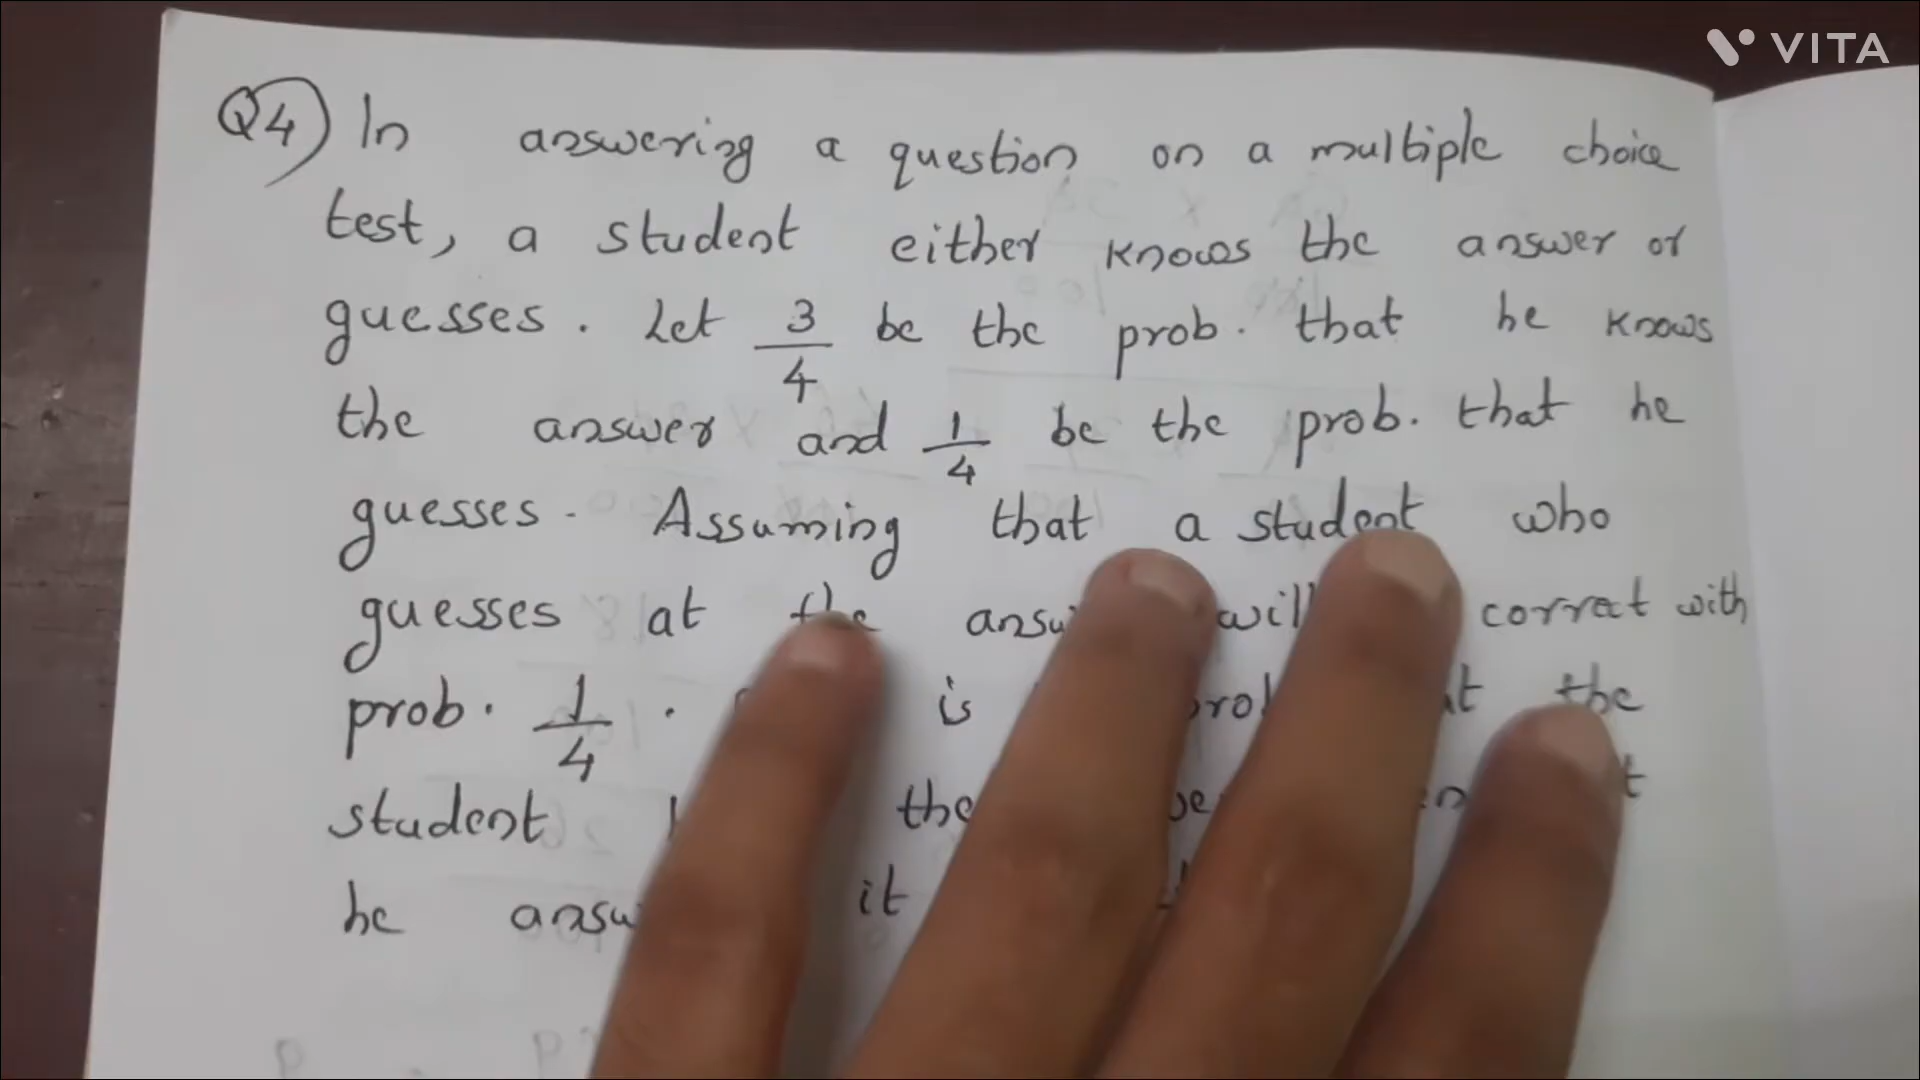 VITA
Q4) In answering a question on a multiple choice
test, a student either knows the answer or
guesses. Let 3/4 be the prob. that he knows
the answer and 1/4 be the prob. that he
guesses. Assuming that a student who
guesses at the will correct with
prob. 1/4. is the
student the
he it